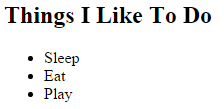 Things I Like To Do
• Sleep
• Eat
• Play